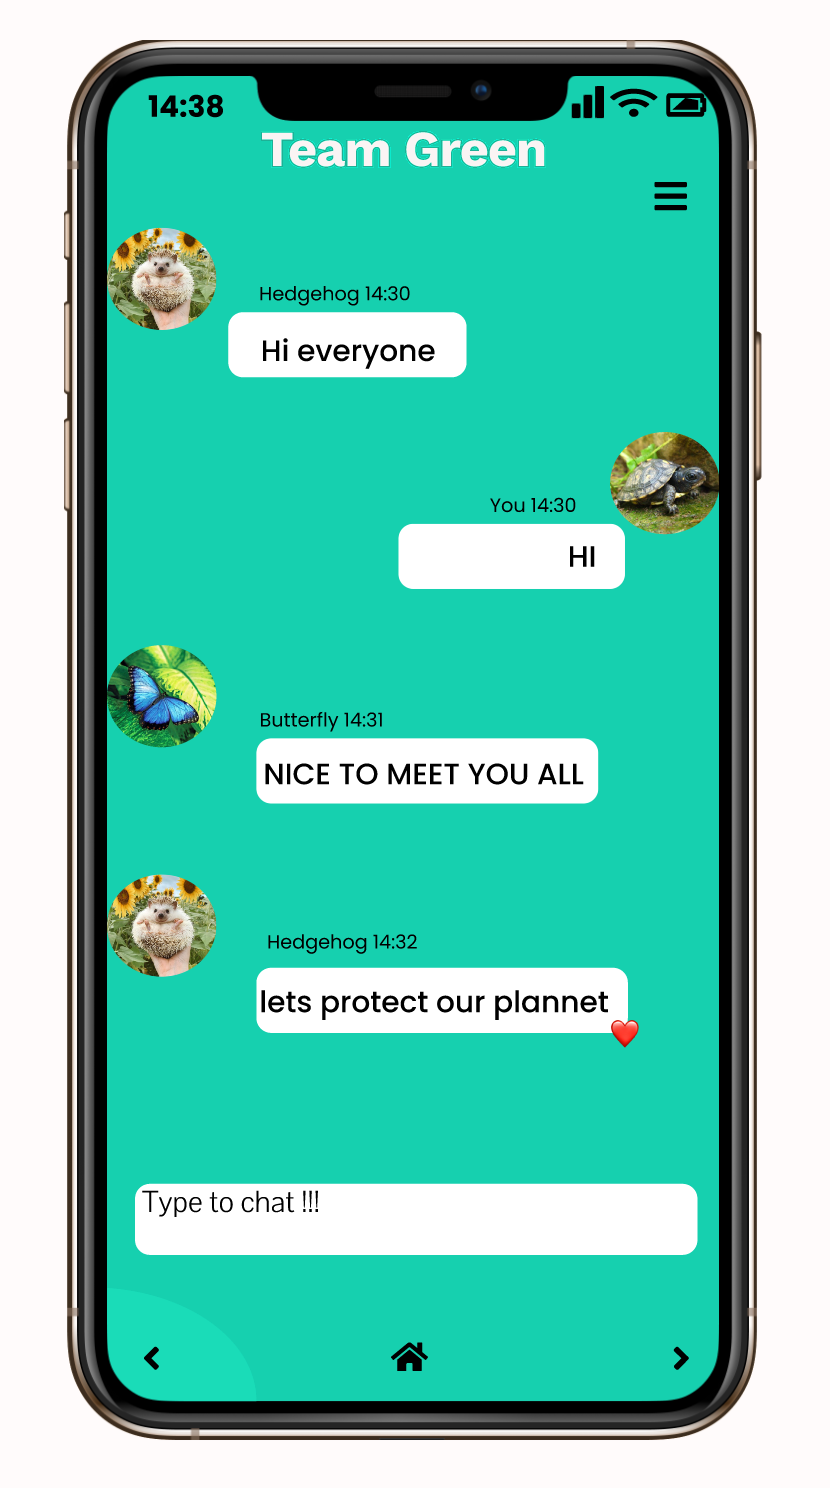 14:38
Team Green
Hedgehog 14:30
Hi everyone
You 14:30
HI
Butterfly 14:31
NICE TO MEET YOU ALL
Hedgehog 14:32
lets protect our plannet
Type to chat !!!